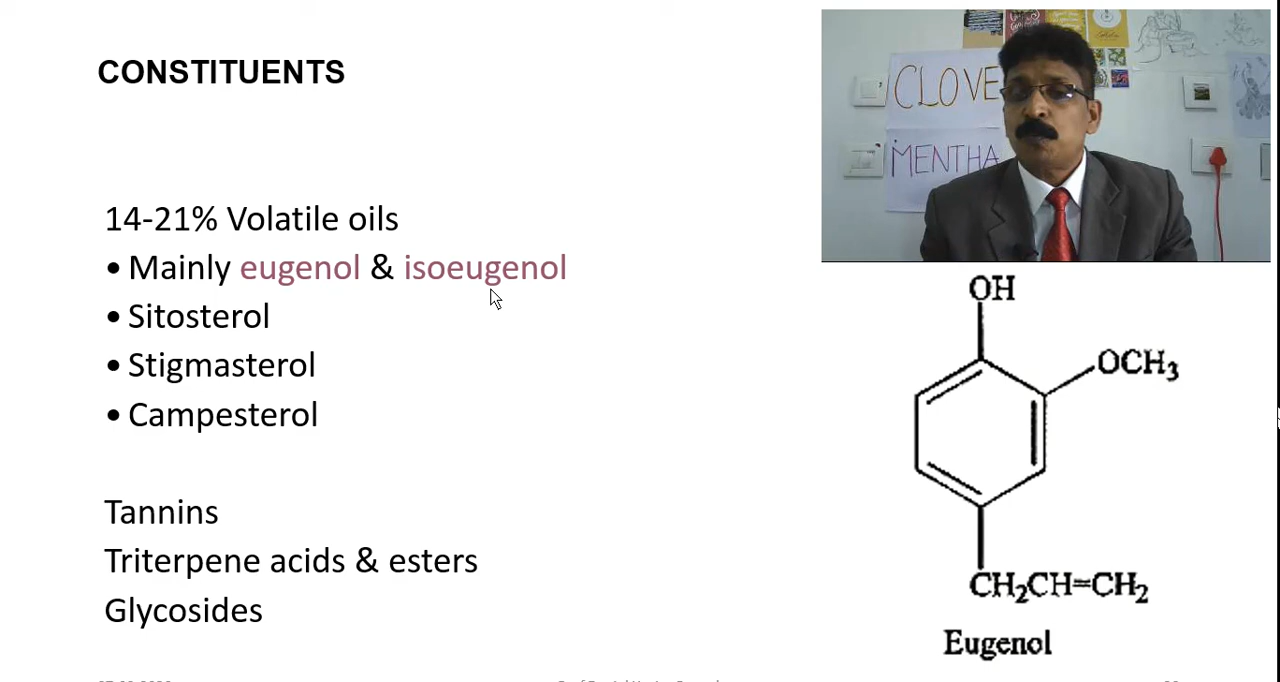 CONSTITUENTS
14-21% Volatile oils
• Mainly eugenol & isoeugenol
• Sitosterol
• Stigmasterol
• Campesterol
Tannins
Triterpene acids & esters
Glycosides
CLOVE
MENTHA
OH
OCH₃
CH₂CH=CH₂
Eugenol